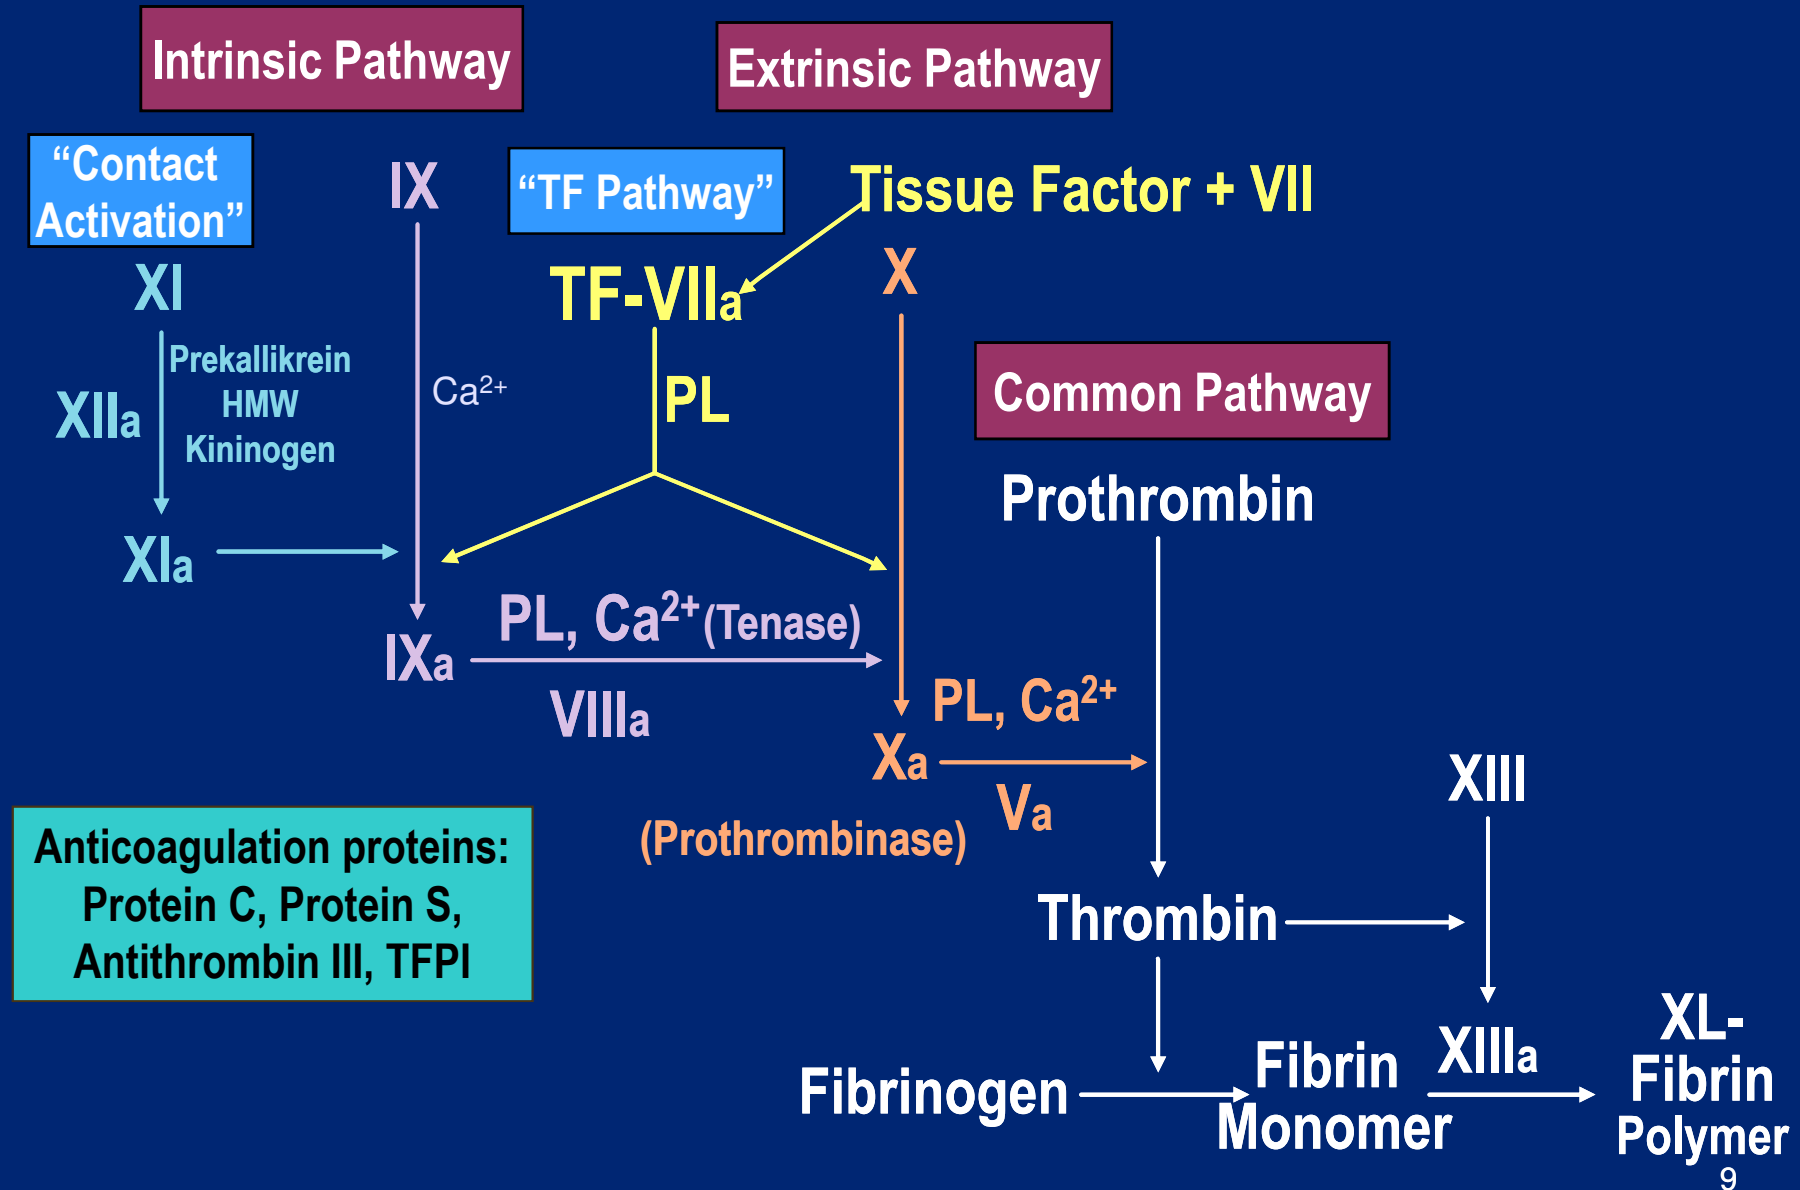 Intrinsic Pathway
Extrinsic Pathway
“Contact
Activation”
IX
“TF Pathway”
Tissue Factor + VII
XI
TF-VIIa
X
Prekallikrein
HMW
Kininogen
XIIa
Ca²⁺
PL
Common Pathway
Prothrombin
XIa
IXa
PL, Ca²⁺ (Tenase)
VIIIa
PL, Ca²⁺
Xa
Va
(Prothrombinase)
XIII
Anticoagulation proteins:
Protein C, Protein S,
Antithrombin III, TFPI
Thrombin
Fibrinogen
Fibrin
Monomer
XIIIa
XL-
Fibrin
Polymer
9